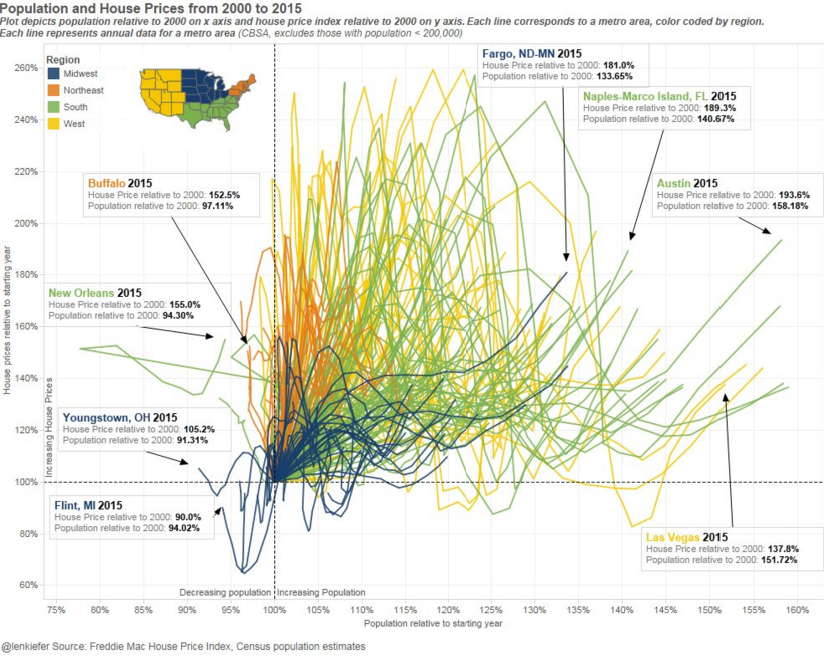 Population and House Prices from 2000 to 2015
Plot depicts population relative to 2000 on x axis and house price index relative to 2000 on y axis. Each line corresponds to a metro area, color coded by region.
Each line represents annual data for a metro area (CBSA, excludes those with population < 200,000)
Region
Midwest
Northeast
South
West
Fargo, ND-MN 2015
House Price relative to 2000: 181.0%
Population relative to 2000: 133.65%
Naples-Marco Island, FL 2015
House Price relative to 2000: 189.3%
Population relative to 2000: 140.67%
Buffalo 2015
House Price relative to 2000: 152.5%
Population relative to 2000: 97.11%
Austin 2015
House Price relative to 2000: 193.6%
Population relative to 2000: 158.18%
New Orleans 2015
House Price relative to 2000: 155.0%
Population relative to 2000: 94.30%
Youngstown, OH 2015
House Price relative to 2000: 105.2%
Population relative to 2000: 91.31%
Flint, MI 2015
House Price relative to 2000: 90.0%
Population relative to 2000: 94.02%
Las Vegas 2015
House Price relative to 2000: 137.8%
Population relative to 2000: 151.72%
House prices relative to starting year
Increasing House Prices
260%
240%
220%
200%
180%
160%
140%
120%
100%
80%
60%
Decreasing population
Increasing Population
75% 80% 85% 90% 95% 100% 105% 110% 115% 120% 125% 130% 135% 140% 145% 150% 155% 160%
Population relative to starting year
@lenkiefer Source: Freddie Mac House Price Index, Census population estimates